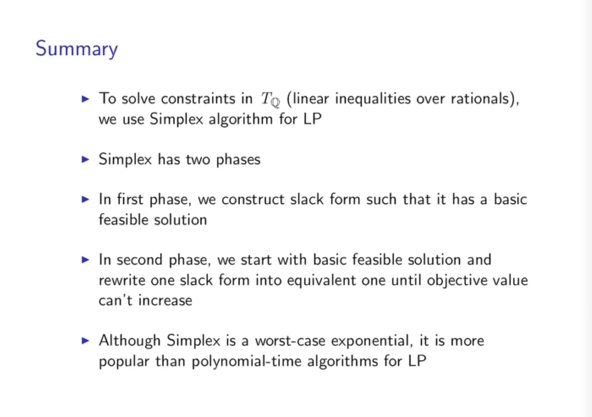 Summary
▶ To solve constraints in Tℚ (linear inequalities over rationals),
we use Simplex algorithm for LP
▶ Simplex has two phases
▶ In first phase, we construct slack form such that it has a basic
feasible solution
▶ In second phase, we start with basic feasible solution and
rewrite one slack form into equivalent one until objective value
can't increase
▶ Although Simplex is a worst-case exponential, it is more
popular than polynomial-time algorithms for LP